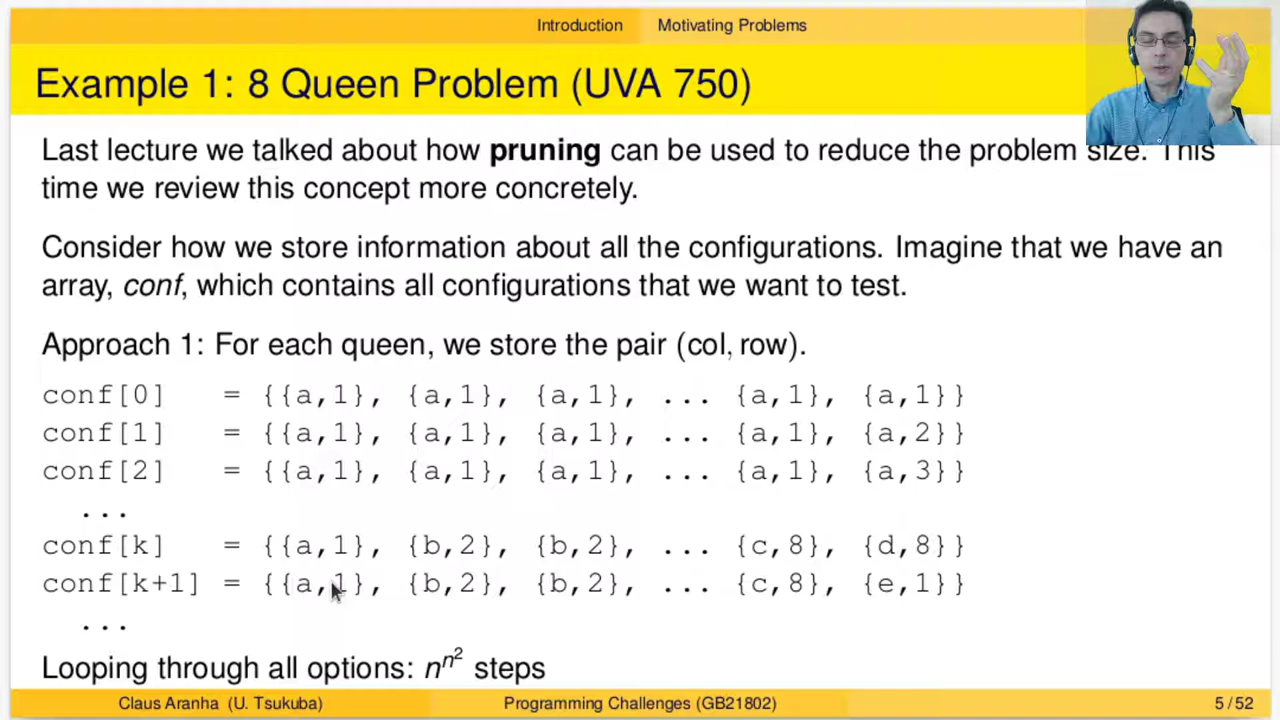 Introduction Motivating Problems
Example 1: 8 Queen Problem (UVA 750)
Last lecture we talked about how pruning can be used to reduce the problem size. This
time we review this concept more concretely.
Consider how we store information about all the configurations. Imagine that we have an
array, conf, which contains all configurations that we want to test.
Approach 1: For each queen, we store the pair (col, row).
conf[0] = {{a,1}, {a,1}, {a,1}, ... {a,1}, {a,1}}
conf[1] = {{a,1}, {a,1}, {a,1}, ... {a,1}, {a,2}}
conf[2] = {{a,1}, {a,1}, {a,1}, ... {a,1}, {a,3}}
...
conf[k] = {{a,1}, {b,2}, {b,2}, ... {c,8}, {d,8}}
conf[k+1] = {{a,1}, {b,2}, {b,2}, ... {c,8}, {e,1}}
...
Looping through all options: n^{n^2} steps
Claus Aranha (U. Tsukuba) Programming Challenges (GB21802) 5 / 52